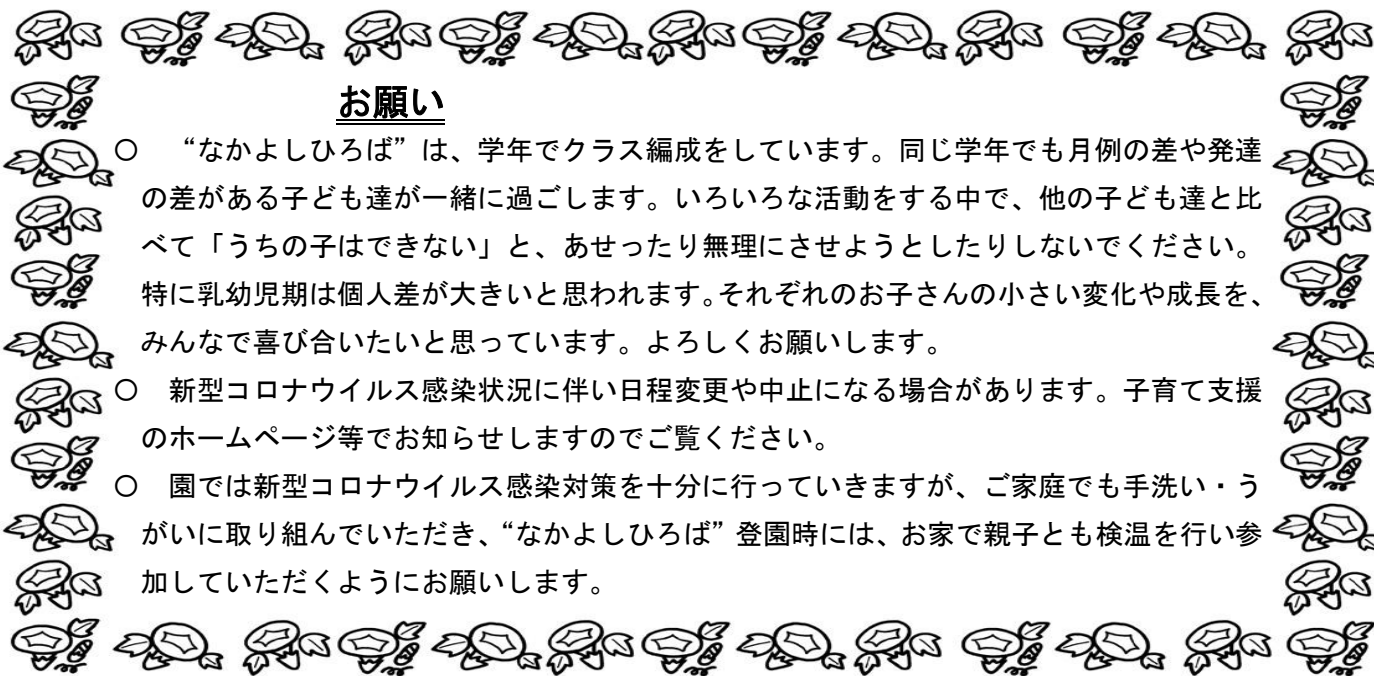 お願い
○　“なかよしひろば”は、学年でクラス編成をしています。同じ学年でも月例の差や発達
の差がある子ども達が一緒に過ごします。いろいろな活動をする中で、他の子ども達と比
べて「うちの子はできない」と、あせったり無理にさせようとしたりしないでください。
特に乳幼児期は個人差が大きいと思われます。それぞれのお子さんの小さい変化や成長を、
みんなで喜び合いたいと思っています。よろしくお願いします。
○　新型コロナウイルス感染状況に伴い日程変更や中止になる場合があります。子育て支援
のホームページ等でお知らせしますのでご覧ください。
○　園では新型コロナウイルス感染対策を十分に行っていきますが、ご家庭でも手洗い・う
がいに取り組んでいただき、“なかよしひろば”登園時には、お家で親子とも検温を行い参
加していただくようにお願いします。